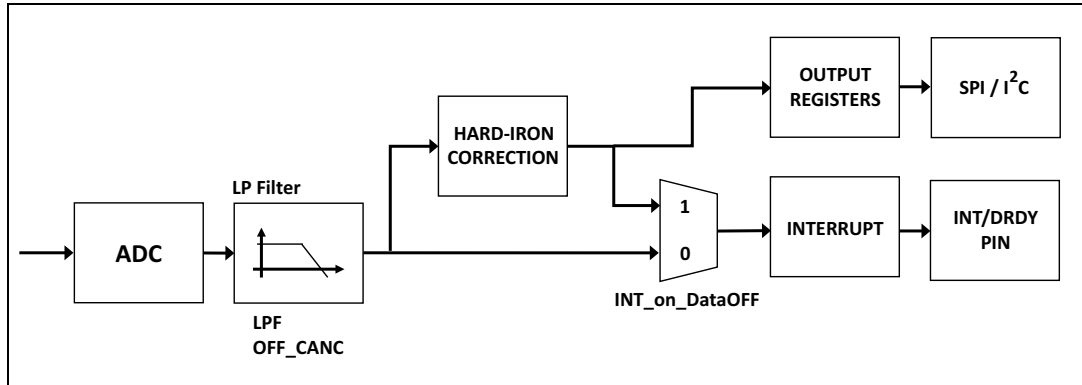 OUTPUT
REGISTERS
SPI / I²C
HARD-IRON
CORRECTION
LP Filter
ADC
1
0
INTERRUPT
INT/DRDY
PIN
INT_on_DataOFF
LPF
OFF_CANC